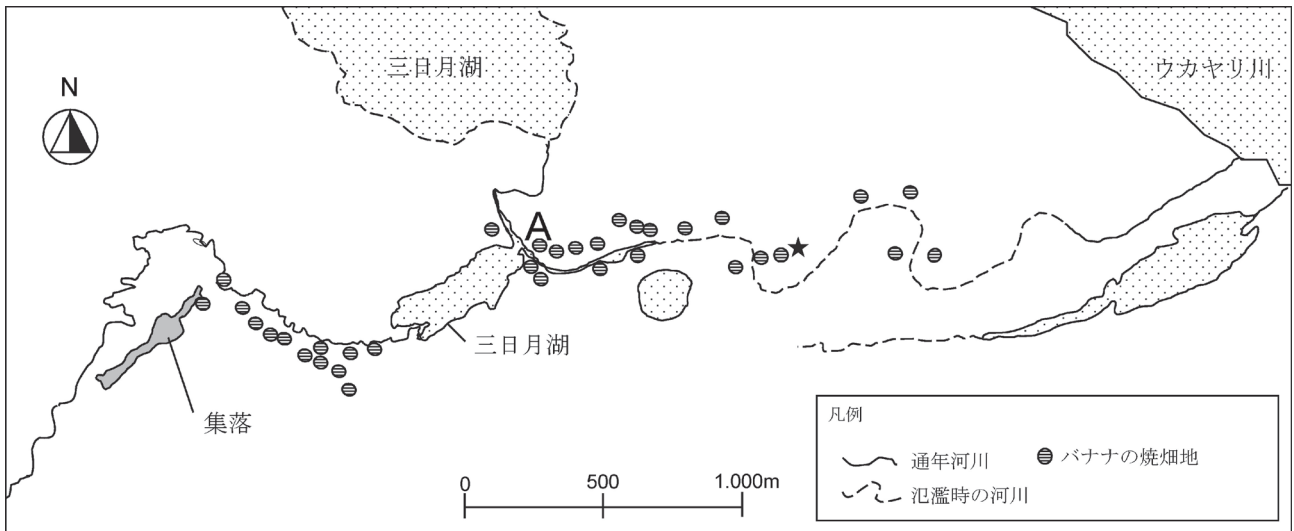 三日月湖
ウカヤリ川
N
A
三日月湖
集落
凡例
通年河川
バナナの焼畑地
氾濫時の河川
0
500
1.000m